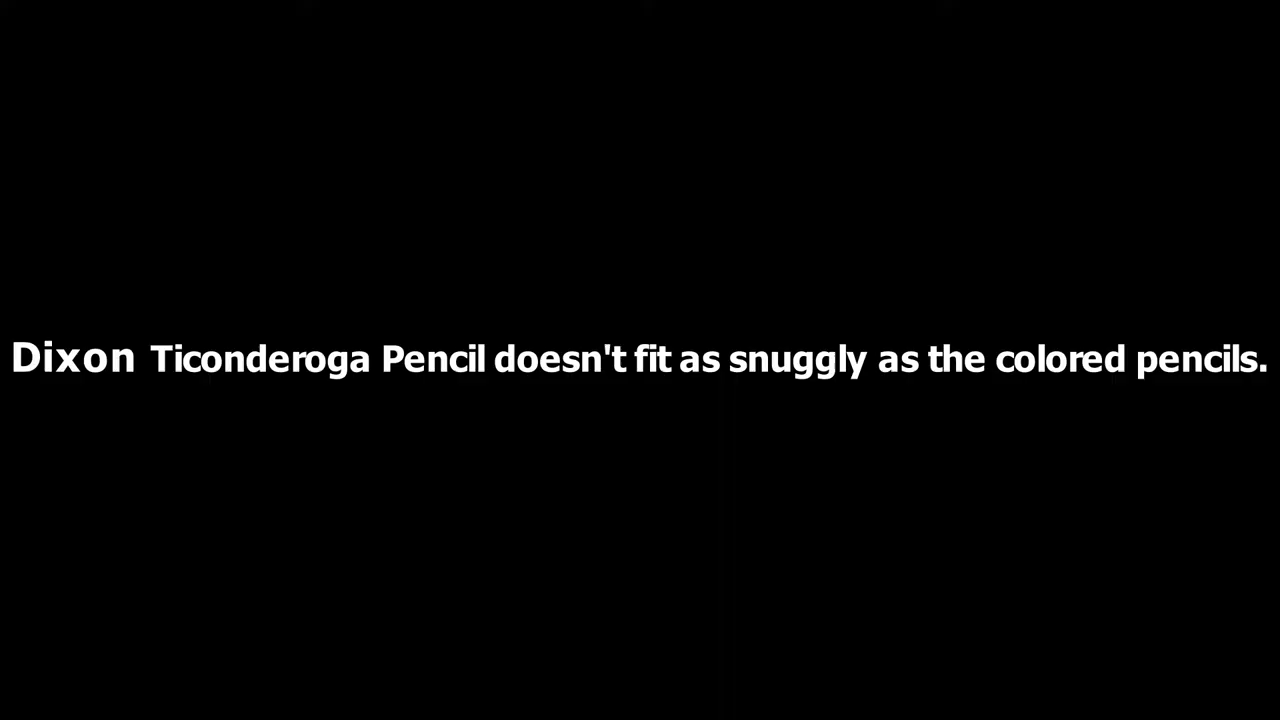 Dixon Ticonderoga Pencil doesn't fit as snuggly as the colored pencils.